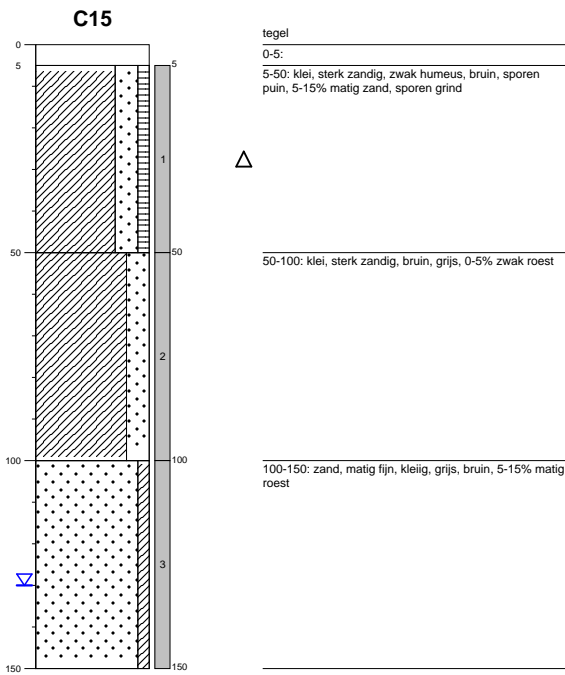 C15
0
5
50
100
150
5
50
100
150
1
2
3
tegel
0-5:
5-50: klei, sterk zandig, zwak humeus, bruin, sporen
puin, 5-15% matig zand, sporen grind
50-100: klei, sterk zandig, bruin, grijs, 0-5% zwak roest
100-150: zand, matig fijn, kleiig, grijs, bruin, 5-15% matig
roest